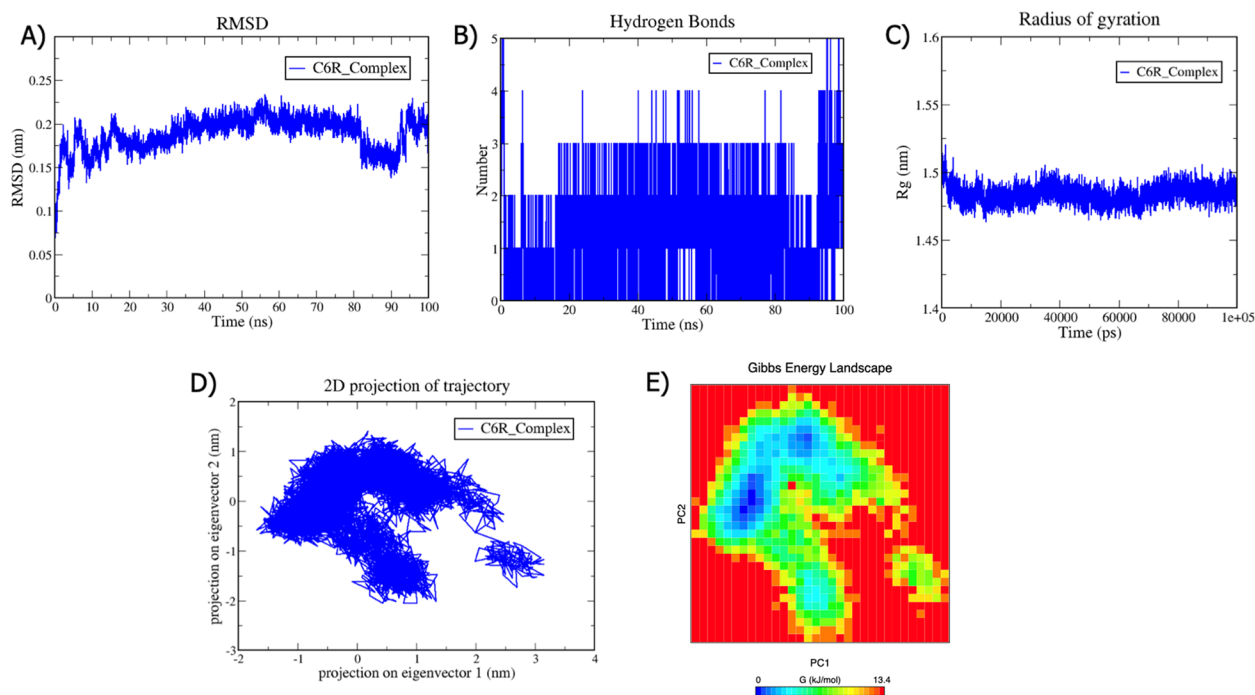 A)
RMSD
C6R_Complex
RMSD (nm)
0.25
0.2
0.15
0.1
0.05
0
0 10 20 30 40 50 60 70 80 90 100
Time (ns)
B)
Hydrogen Bonds
C6R_Complex
Number
5
4
3
2
1
0
0 20 40 60 80 100
Time (ns)
C)
Radius of gyration
C6R_Complex
Rg (nm)
1.6
1.55
1.5
1.45
1.4
0 20000 40000 60000 80000 1e+05
Time (ps)
D)
2D projection of trajectory
C6R_Complex
projection on eigenvector 2 (nm)
2
1
0
-1
-2
-3
-2 -1 0 1 2 3 4
projection on eigenvector 1 (nm)
E)
Gibbs Energy Landscape
PC2
PC1
0 G (kJ/mol) 13.4